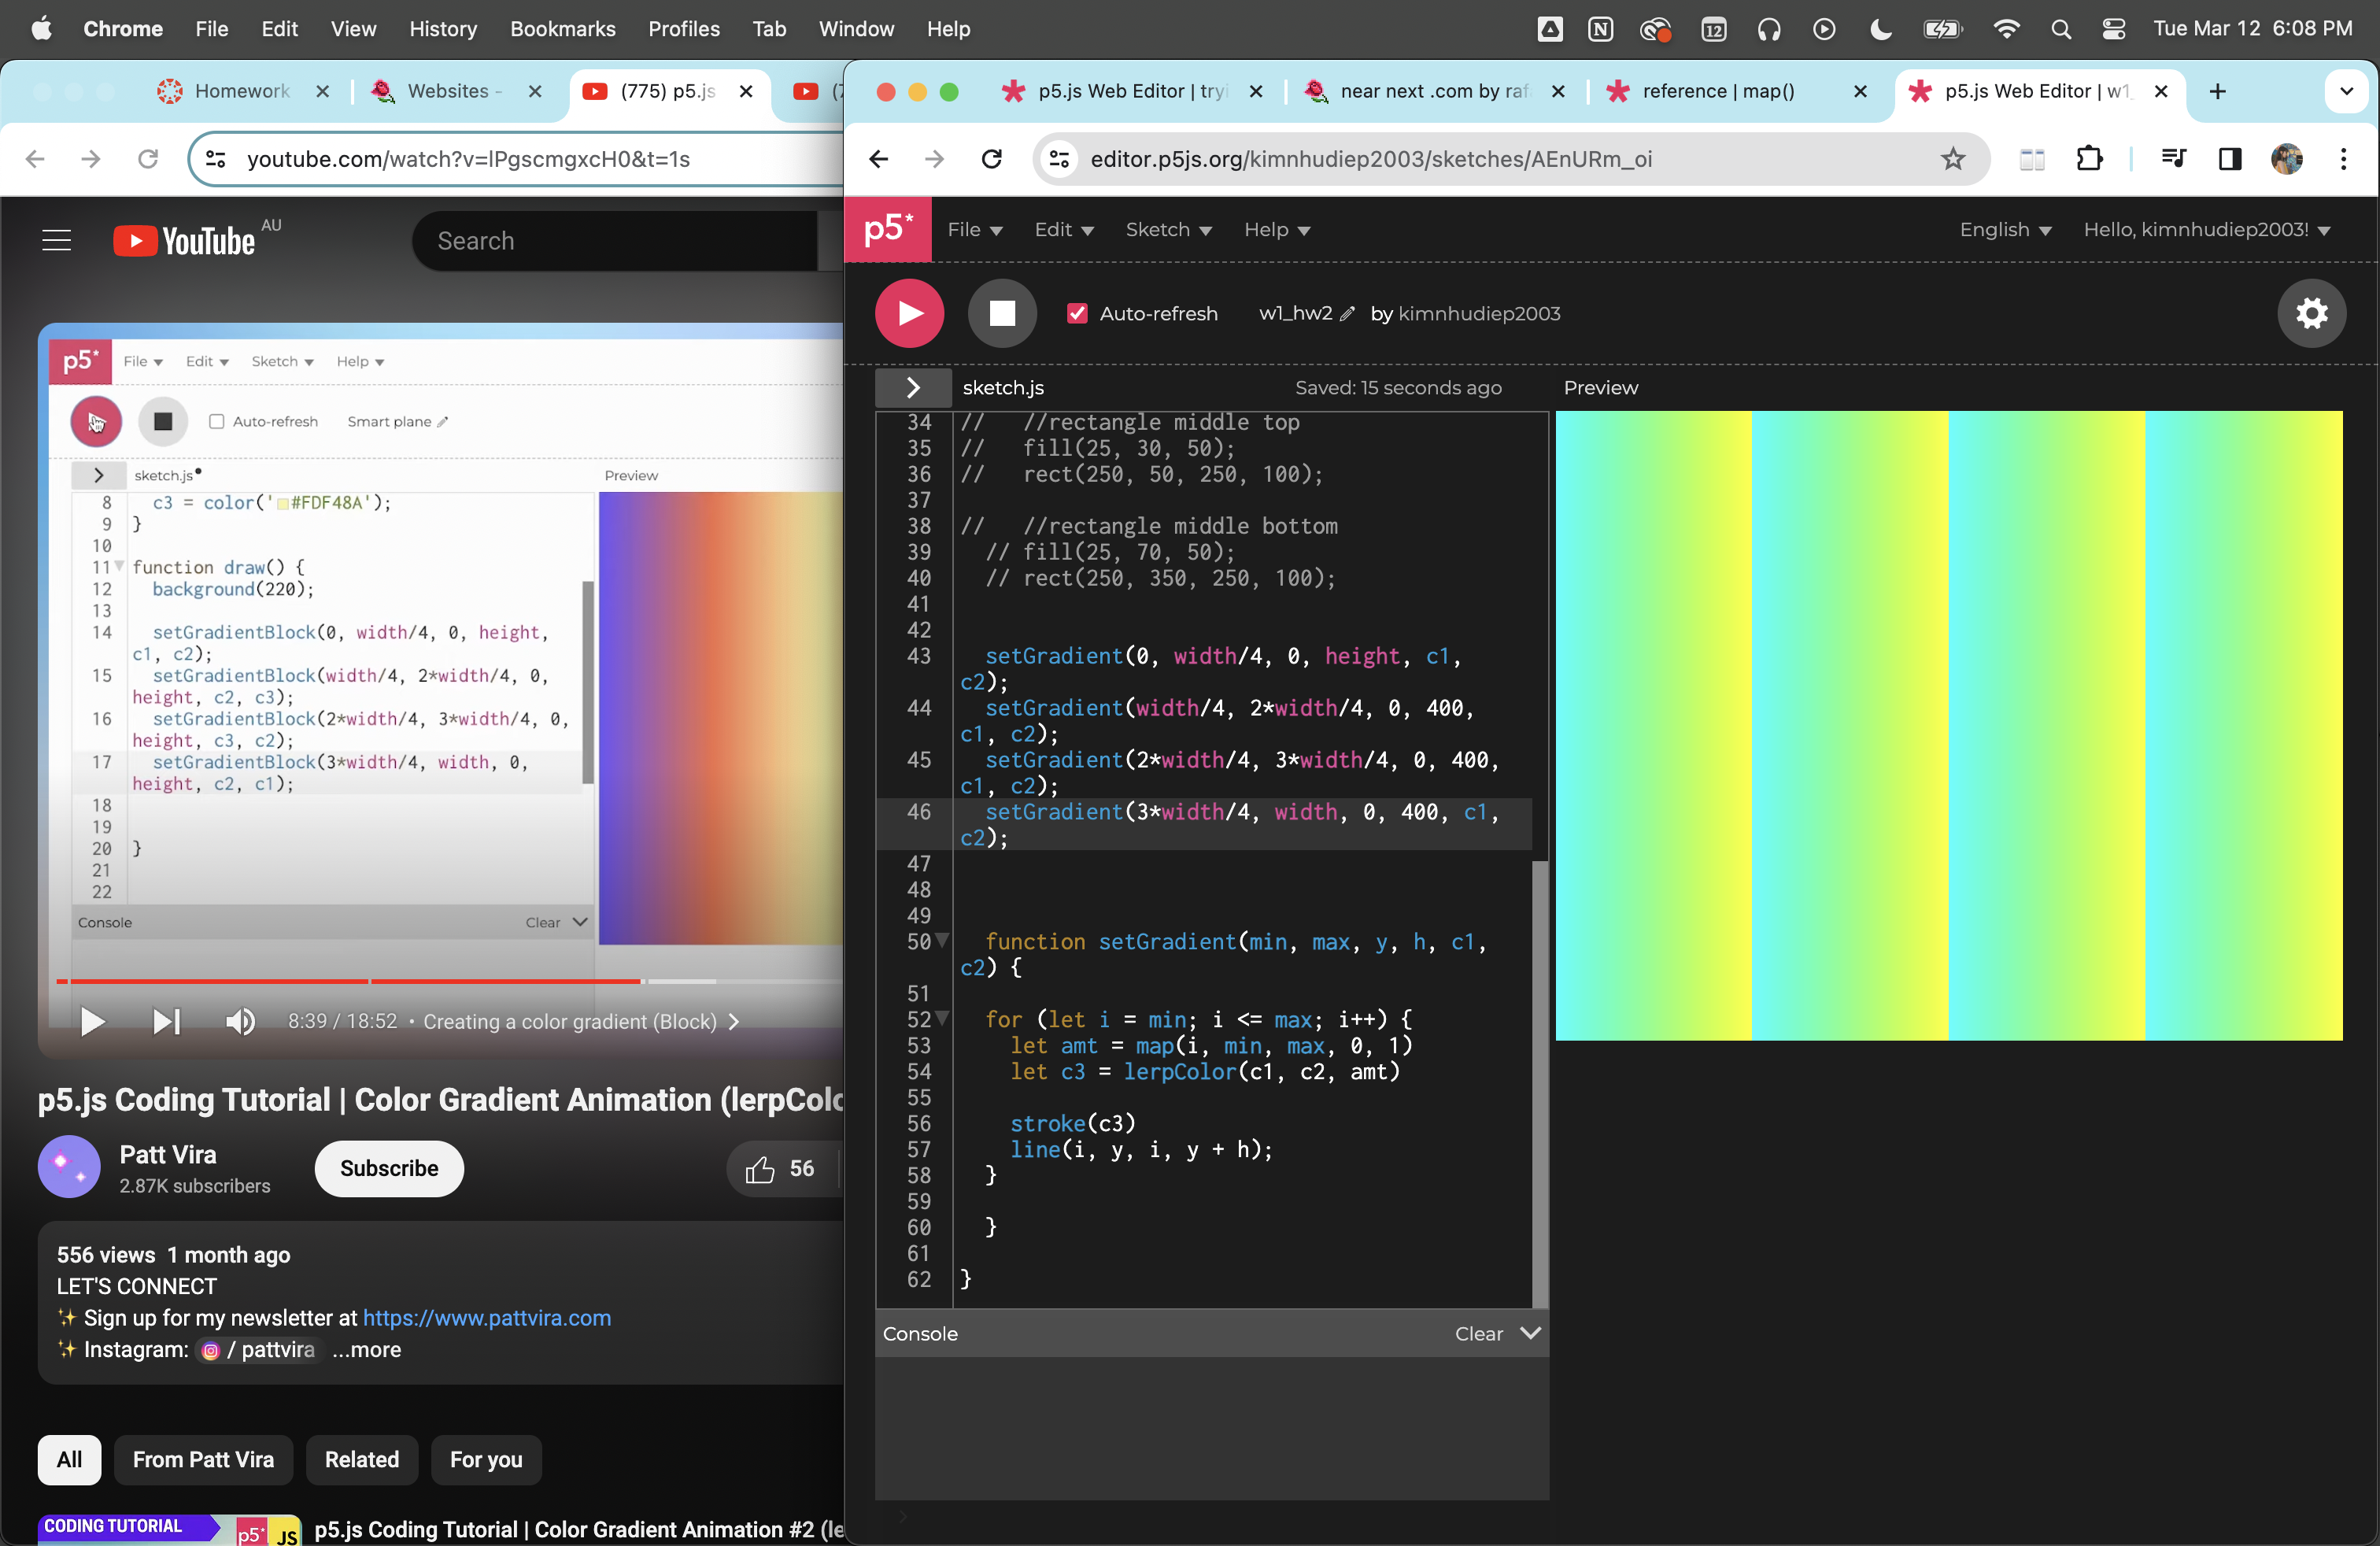 Chrome File Edit View History Bookmarks Profiles Tab Window Help
12
Tue Mar 12 6:08 PM
Homework
Websites -
(775) p5.js
youtube.com/watch?v=lPgscmgxcH0&t=1s
YouTube AU
Search
p5*
File
Edit
Sketch
Help
Auto-refresh
Smart plane
sketch.js
Preview
8 c3 = color('#FDF48A');
9 }
10
11 function draw() {
12 background(220);
13
14 setGradientBlock(0, width/4, 0, height,
c1, c2);
15 setGradientBlock(width/4, 2*width/4, 0,
height, c2, c3);
16 setGradientBlock(2*width/4, 3*width/4, 0,
height, c3, c2);
17 setGradientBlock(3*width/4, width, 0,
height, c2, c1);
18
19
20 }
21
22
Console
Clear
8:39 / 18:52 • Creating a color gradient (Block)
p5.js Coding Tutorial | Color Gradient Animation (lerpColo
Patt Vira
2.87K subscribers
Subscribe
56
556 views 1 month ago
LET'S CONNECT
✨ Sign up for my newsletter at https://www.pattvira.com
✨ Instagram: / pattvira ...more
All
From Patt Vira
Related
For you
CODING TUTORIAL
p5* JS
p5.js Coding Tutorial | Color Gradient Animation #2 (le
p5.js Web Editor | tryi
near next .com by rafa
reference | map()
p5.js Web Editor | w1_
editor.p5js.org/kimnhudiep2003/sketches/AEnURm_oi
p5*
File
Edit
Sketch
Help
English
Hello, kimnhudiep2003!
Auto-refresh
w1_hw2
by kimnhudiep2003
sketch.js
Saved: 15 seconds ago
Preview
34 // //rectangle middle top
35 // fill(25, 30, 50);
36 // rect(250, 50, 250, 100);
37
38 // //rectangle middle bottom
39 // fill(25, 70, 50);
40 // rect(250, 350, 250, 100);
41
42
43 setGradient(0, width/4, 0, height, c1,
c2);
44 setGradient(width/4, 2*width/4, 0, 400,
c1, c2);
45 setGradient(2*width/4, 3*width/4, 0, 400,
c1, c2);
46 setGradient(3*width/4, width, 0, 400, c1,
c2);
47
48
49
50 function setGradient(min, max, y, h, c1,
c2) {
51
52 for (let i = min; i <= max; i++) {
53 let amt = map(i, min, max, 0, 1)
54 let c3 = lerpColor(c1, c2, amt)
55
56 stroke(c3)
57 line(i, y, i, y + h);
58 }
59
60 }
61
62 }
Console
Clear